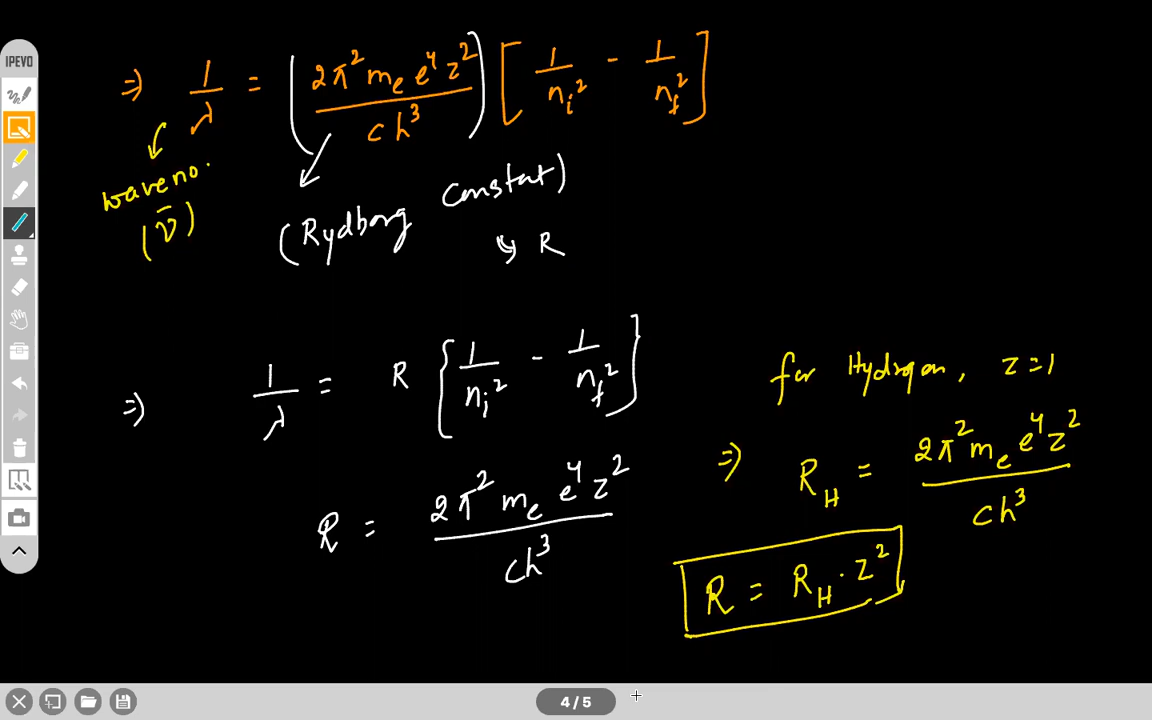 IPEVO
⇒ 1/λ = (2π²mₑe⁴z²/ch³) [1/nᵢ² - 1/n_f²]
wave no.
(ν̄)
(Rydberg constat)
↳ R
⇒ 1/λ = R {1/nᵢ² - 1/n_f²}
R = 2π²mₑe⁴z²/ch³
for Hydrogen, z=1
⇒ R_H = 2π²mₑe⁴z²/ch³
R = R_H · z²
4/5